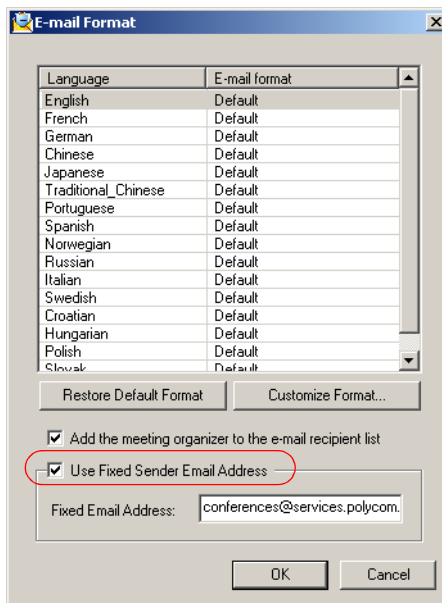 E-mail Format
Language E-mail format
English Default
French Default
German Default
Chinese Default
Japanese Default
Traditional_Chinese Default
Portuguese Default
Spanish Default
Norwegian Default
Russian Default
Italian Default
Swedish Default
Croatian Default
Hungarian Default
Polish Default
Slovak Default
Restore Default Format Customize Format...
Add the meeting organizer to the e-mail recipient list
Use Fixed Sender Email Address
Fixed Email Address: conferences@services.polycom.
OK Cancel